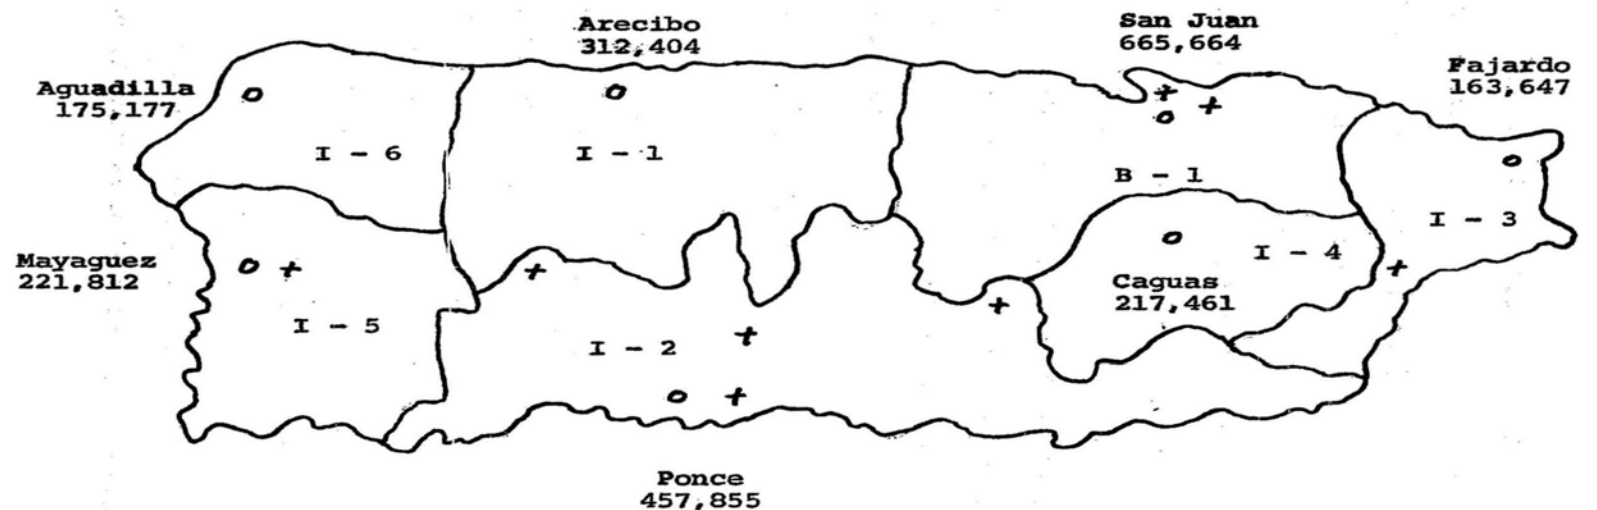 Arecibo
312,404
San Juan
665,664
Fajardo
163,647
Aguadilla
175,177
I - 6
I - 1
B - 1
I - 3
Mayaguez
221,812
I - 4
Caguas
217,461
I - 5
I - 2
Ponce
457,855